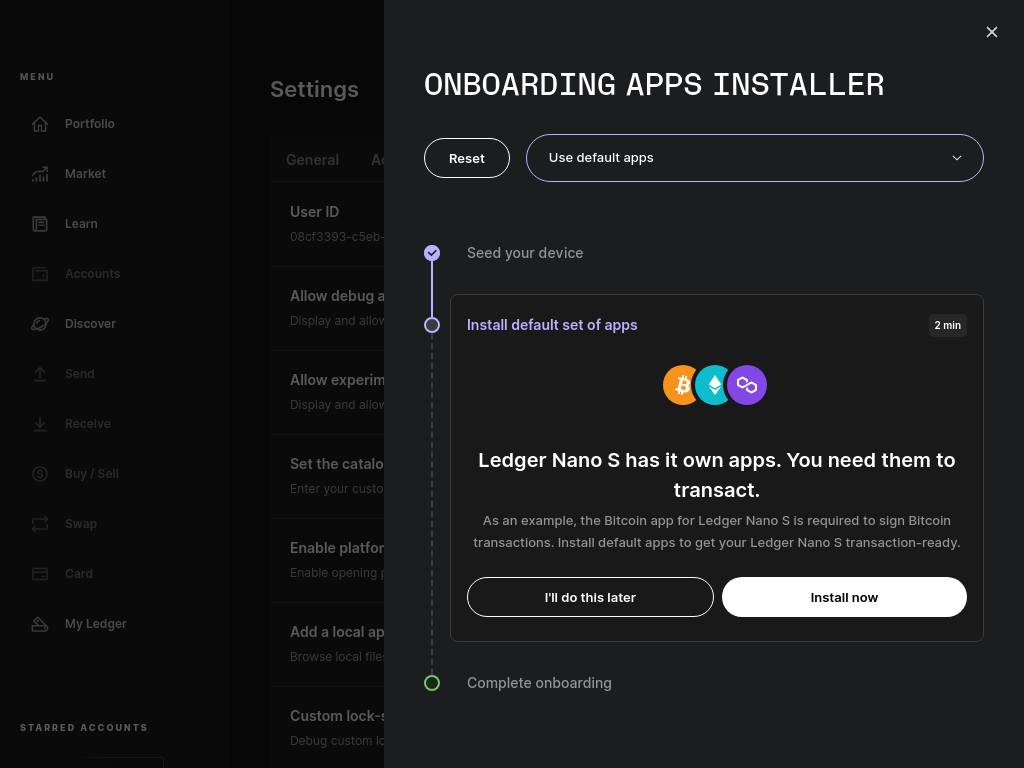 MENU
Portfolio
Market
Learn
Accounts
Discover
Send
Receive
Buy / Sell
Swap
Card
My Ledger
STARRED ACCOUNTS
Settings
General
User ID
08cf3393-c5eb-
Allow debug a
Display and allow
Allow experim
Display and allow
Set the catalo
Enter your custo
Enable platfor
Enable opening p
Add a local ap
Browse local files
Custom lock-s
Debug custom lo
ONBOARDING APPS INSTALLER
Reset
Use default apps
Seed your device
Install default set of apps
2 min
Ledger Nano S has it own apps. You need them to
transact.
As an example, the Bitcoin app for Ledger Nano S is required to sign Bitcoin
transactions. Install default apps to get your Ledger Nano S transaction-ready.
I'll do this later
Install now
Complete onboarding